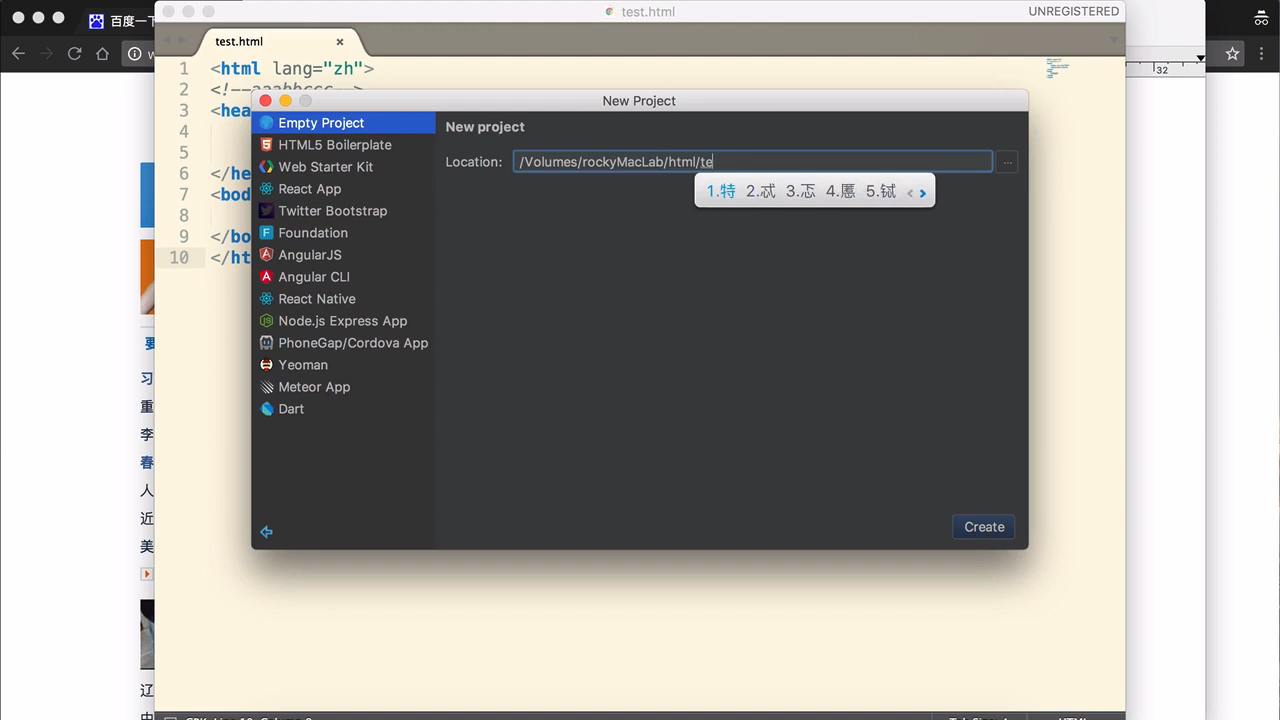 百度一下
test.html
UNREGISTERED
test.html
32
1 <html lang="zh">
2
3 <hea
4
5
6 </he
7 <bod
8
9 </bo
10 </ht
New Project
Empty Project
HTML5 Boilerplate
Web Starter Kit
React App
Twitter Bootstrap
Foundation
AngularJS
Angular CLI
React Native
Node.js Express App
PhoneGap/Cordova App
Yeoman
Meteor App
Dart
New project
Location: /Volumes/rockyMacLab/html/te ...
1.特 2.忒 3.忑 4.慝 5.铽
Create
要
习
重
李
春
人
近
美
辽